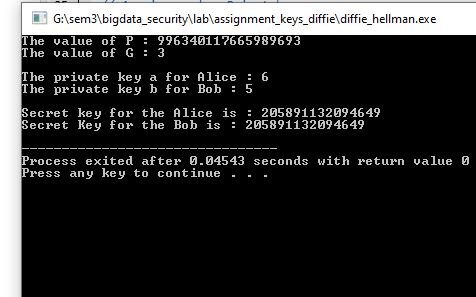 G:\sem3\bigdata_security\lab\assignment_keys_diffie\diffie_hellman.exe
The value of P : 996340117665989693
The value of G : 3
The private key a for Alice : 6
The private key b for Bob : 5
Secret key for the Alice is : 205891132094649
Secret Key for the Bob is : 205891132094649
--------------------------------
Process exited after 0.04543 seconds with return value 0
Press any key to continue . . .